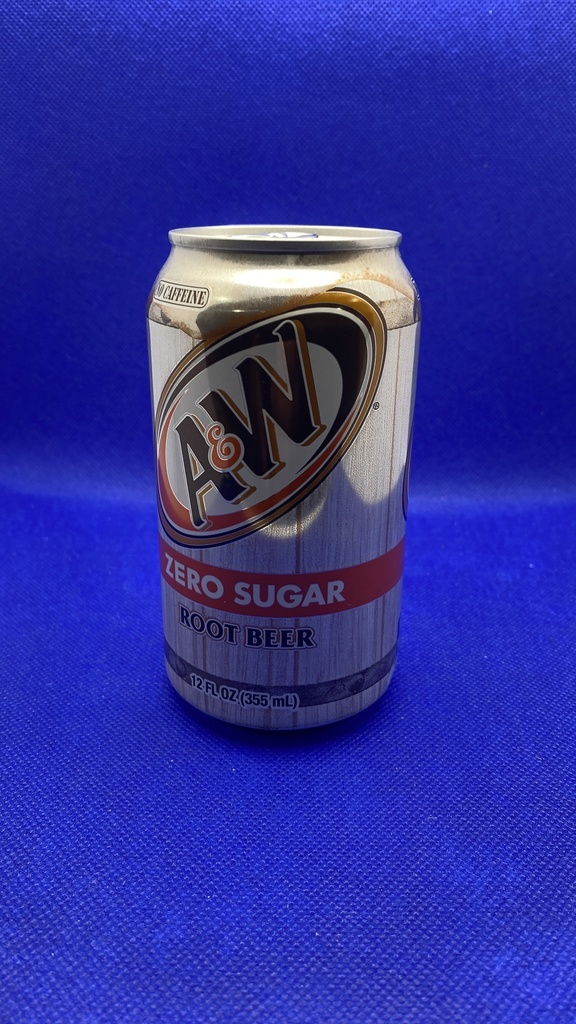 NO CAFFEINE
A&W
®
ZERO SUGAR
ROOT BEER
12 FL OZ (355 mL)